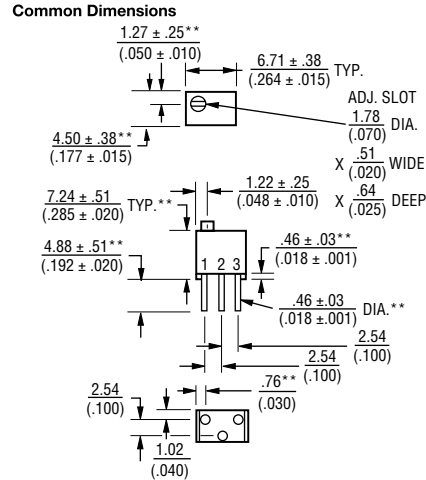 Common Dimensions
1.27 ± .25**
(.050 ± .010)
6.71 ± .38
(.264 ± .015)
TYP.
ADJ. SLOT
1.78
(.070)
DIA.
X .51
(.020)
WIDE
X .64
(.025)
DEEP
4.50 ± .38**
(.177 ± .015)
1.22 ± .25
(.048 ± .010)
7.24 ± .51
(.285 ± .020)
TYP.**
4.88 ± .51**
(.192 ± .020)
.46 ± .03**
(.018 ± .001)
1 2 3
.46 ±.03
(.018 ±.001)
DIA.**
2.54
(.100)
2.54
(.100)
2.54
(.100)
.76**
(.030)
1.02
(.040)